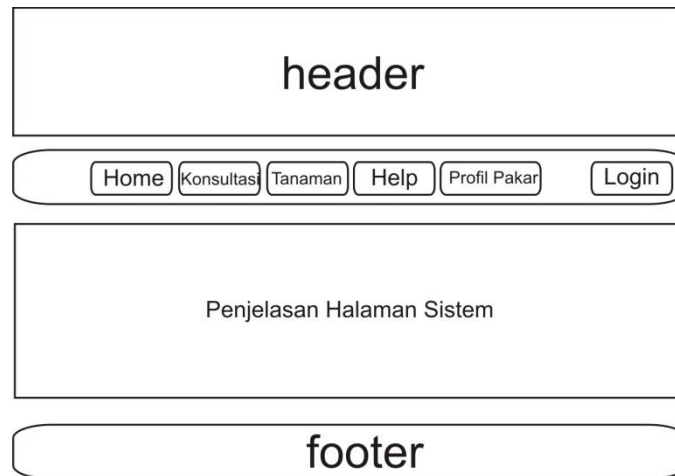 header
Home Konsultasi Tanaman Help Profil Pakar Login
Penjelasan Halaman Sistem
footer